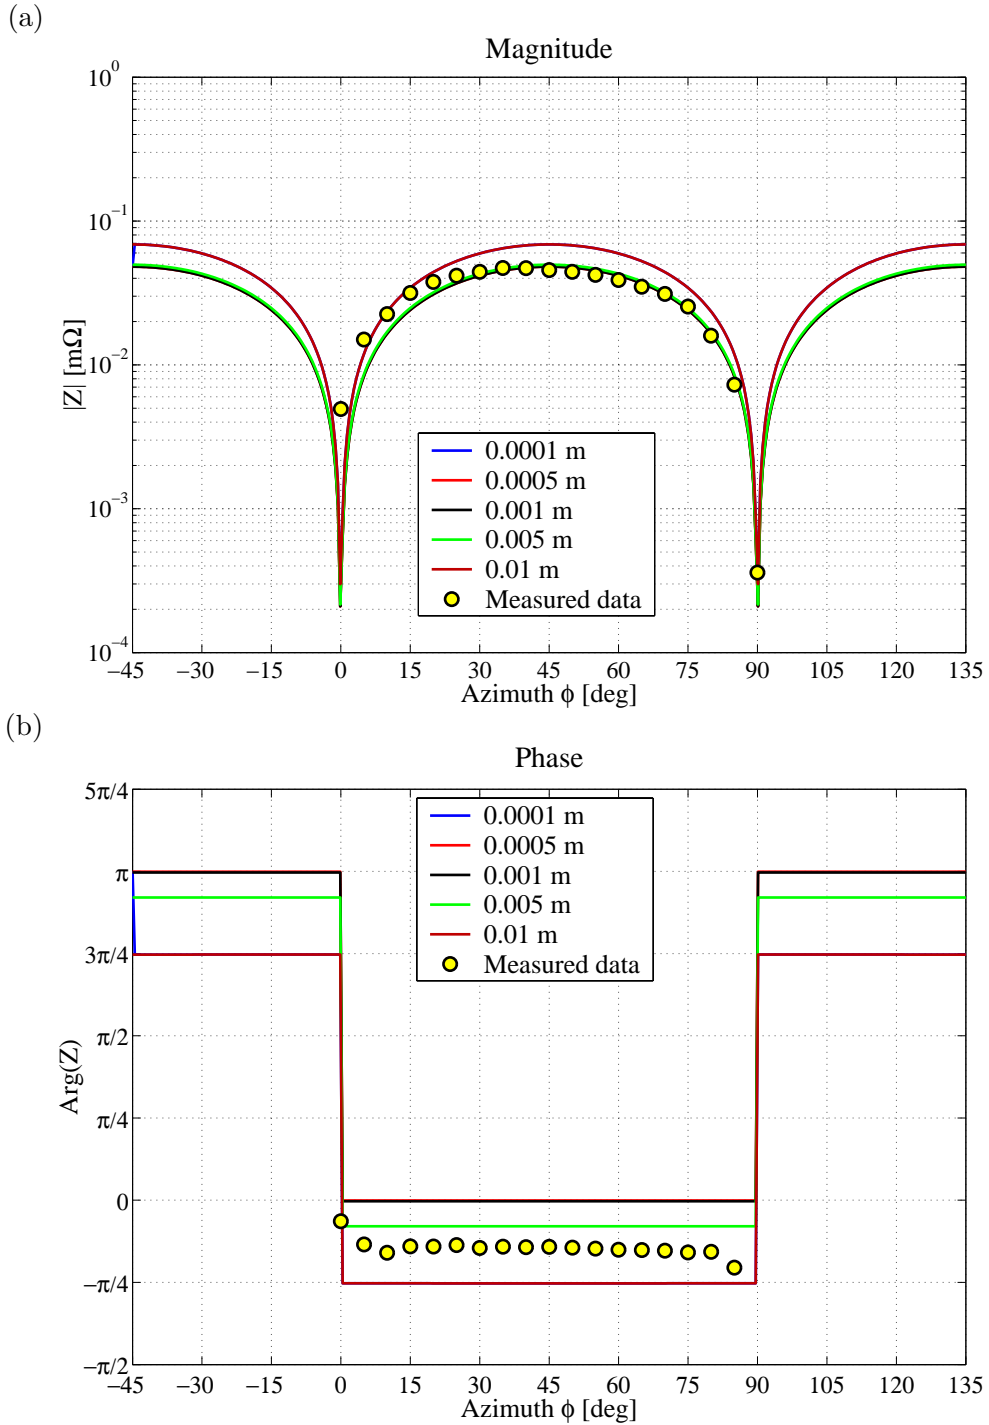 (a)
Magnitude
10^0
10^−1
10^−2
10^−3
10^−4
|Z| [mΩ]
0.0001 m
0.0005 m
0.001 m
0.005 m
0.01 m
Measured data
−45 −30 −15 0 15 30 45 60 75 90 105 120 135
Azimuth ϕ [deg]
(b)
Phase
5π/4
π
3π/4
π/2
π/4
0
−π/4
−π/2
Arg(Z)
0.0001 m
0.0005 m
0.001 m
0.005 m
0.01 m
Measured data
−45 −30 −15 0 15 30 45 60 75 90 105 120 135
Azimuth ϕ [deg]